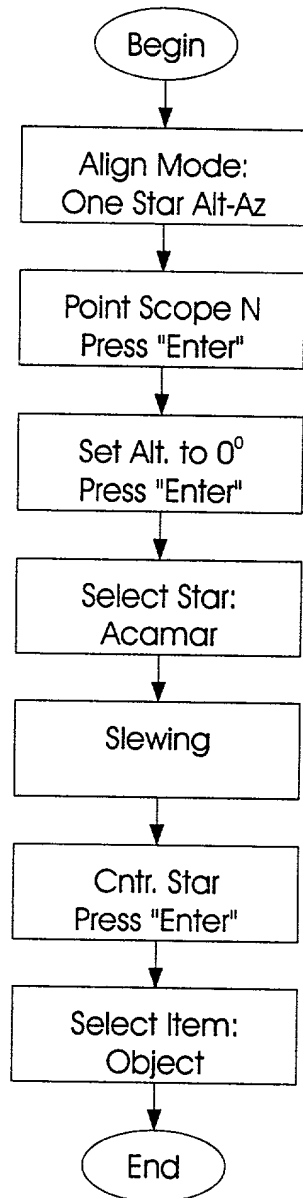 Begin
Align Mode:
One Star Alt-Az
Point Scope N
Press "Enter"
Set Alt. to 0⁰
Press "Enter"
Select Star:
Acamar
Slewing
Cntr. Star
Press "Enter"
Select Item:
Object
End